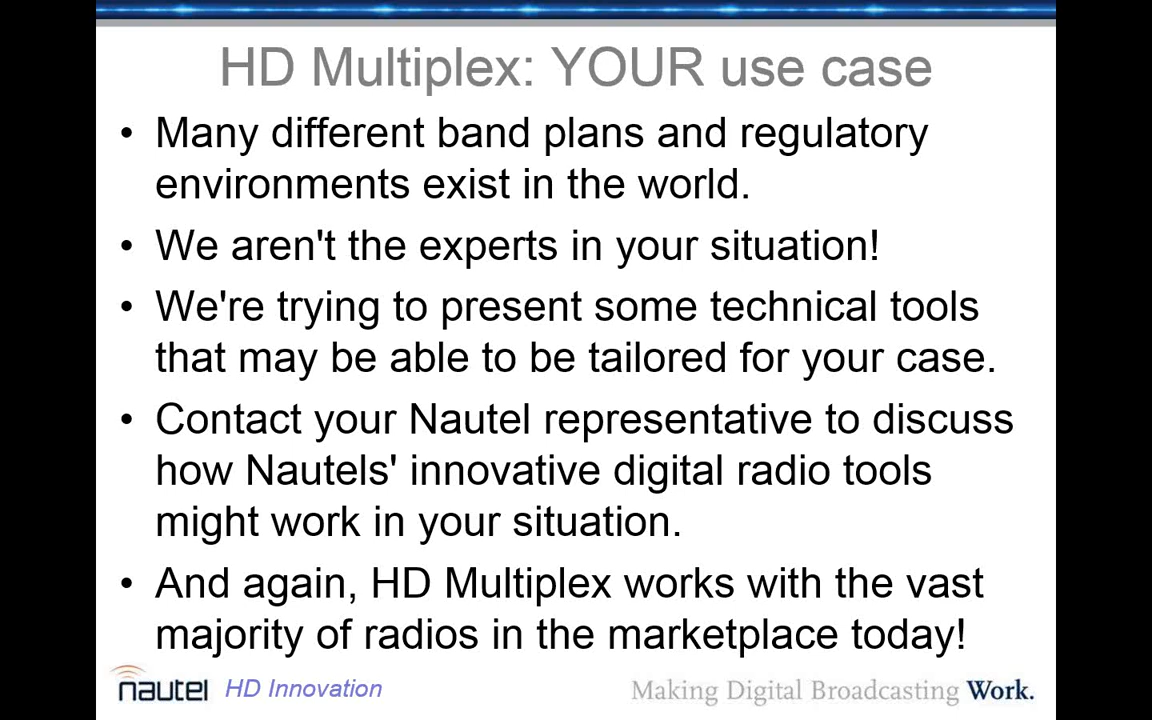 HD Multiplex: YOUR use case
• Many different band plans and regulatory
environments exist in the world.
• We aren't the experts in your situation!
• We're trying to present some technical tools
that may be able to be tailored for your case.
• Contact your Nautel representative to discuss
how Nautels' innovative digital radio tools
might work in your situation.
• And again, HD Multiplex works with the vast
majority of radios in the marketplace today!
nautel HD Innovation Making Digital Broadcasting Work.